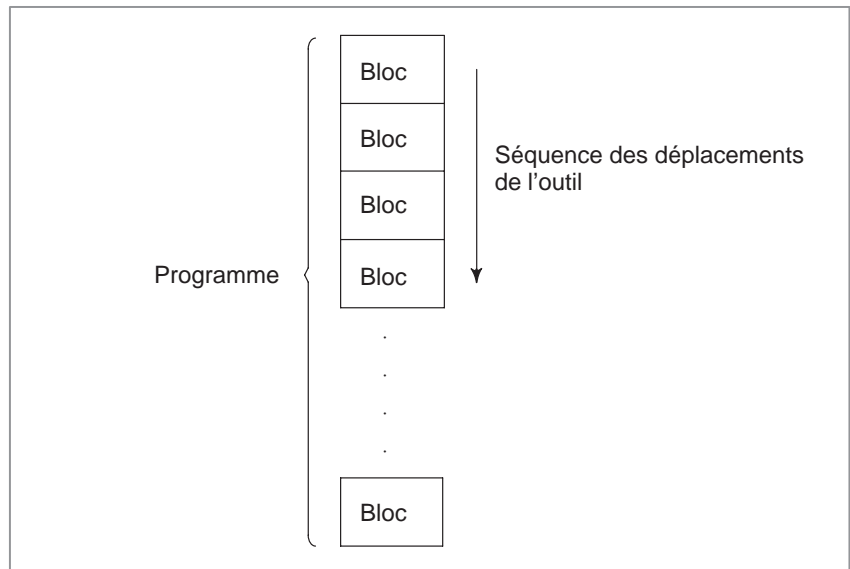 Bloc
Bloc
Séquence des déplacements
de l'outil
Bloc
Programme
Bloc
Bloc